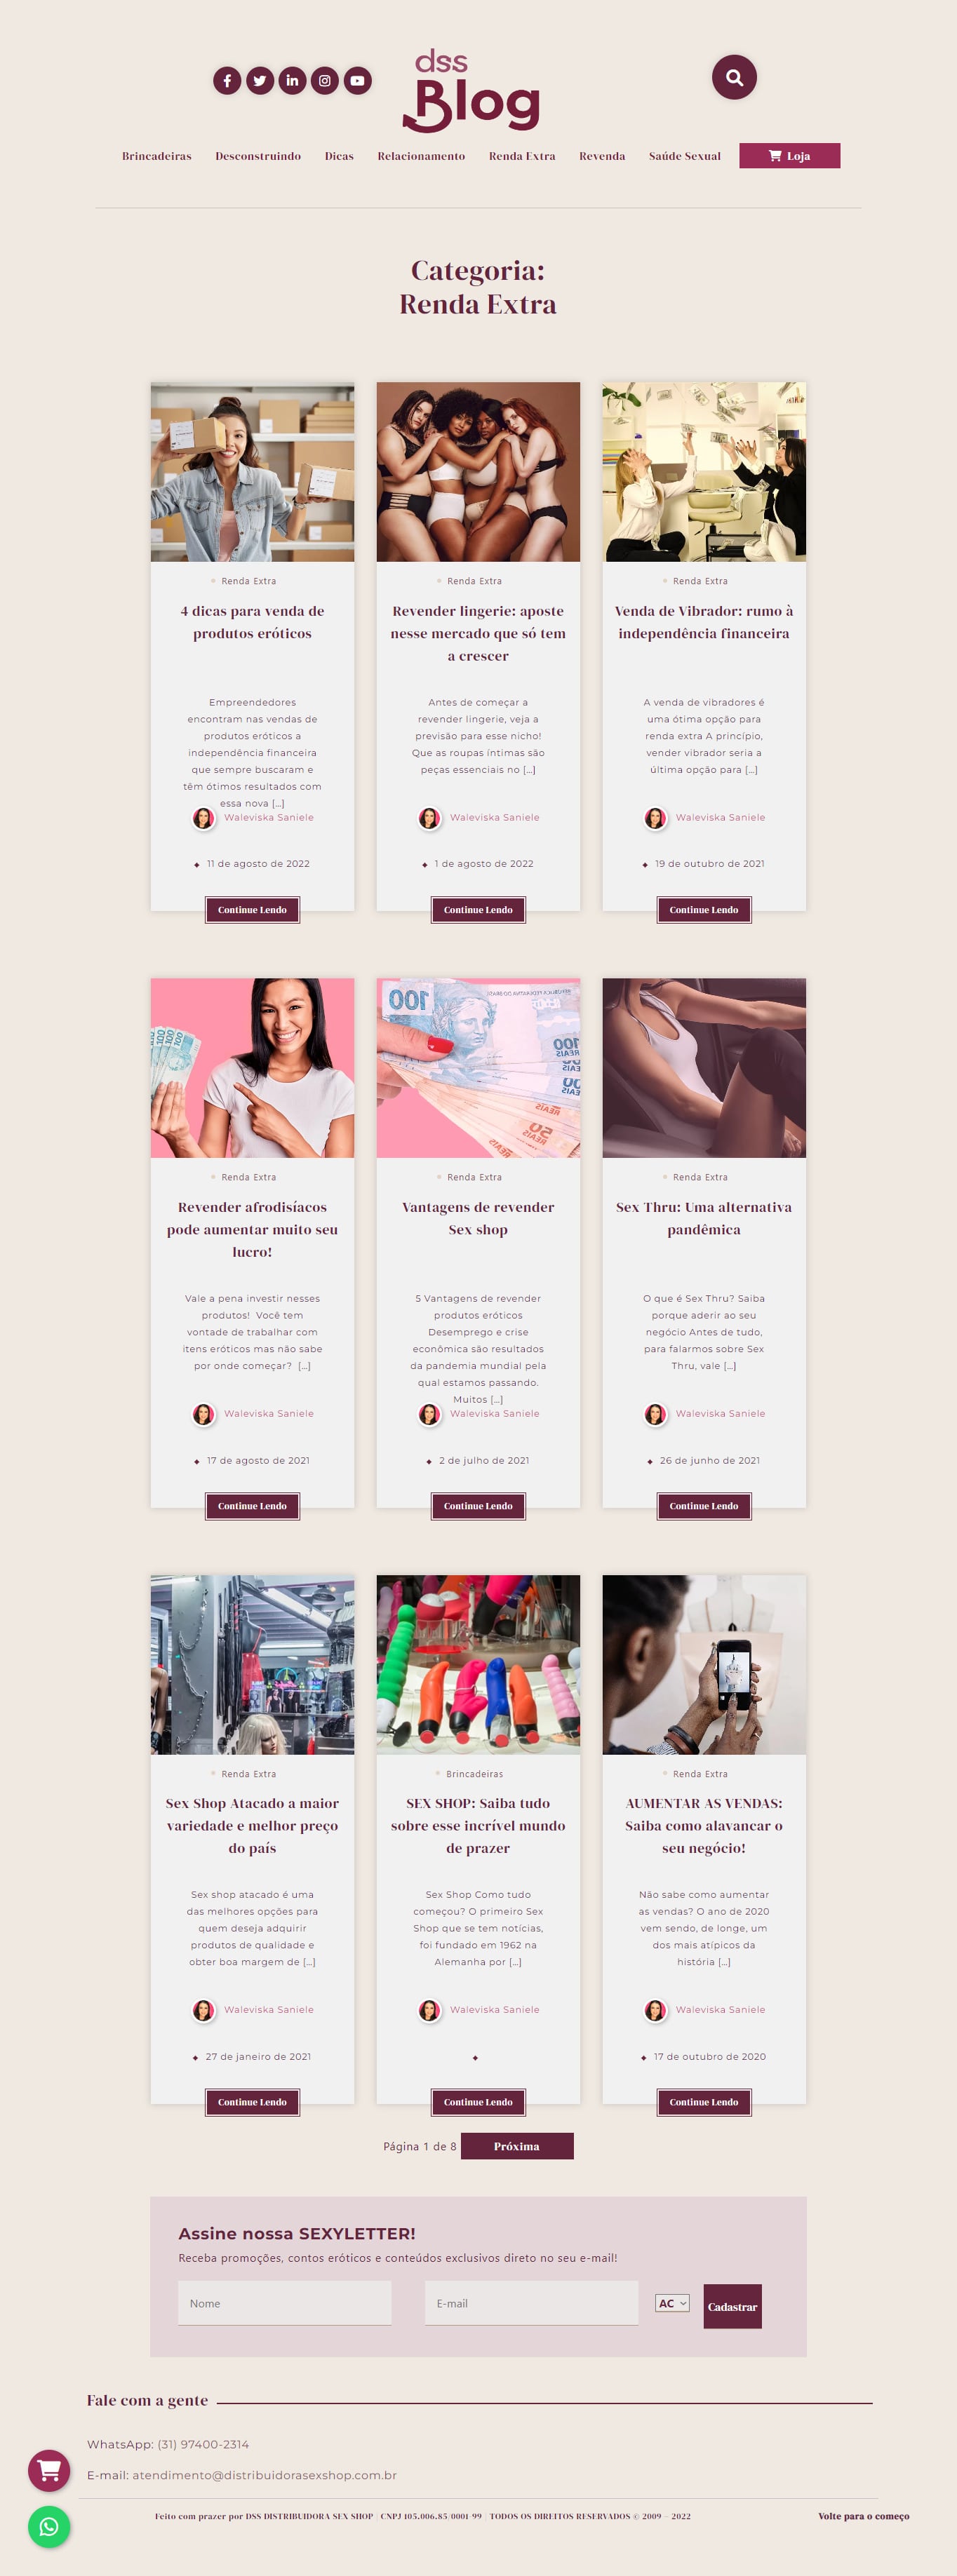 dss
Blog
Brincadeiras Desconstruindo Dicas Relacionamento Renda Extra Revenda Saúde Sexual Loja
Categoria:
Renda Extra
Renda Extra
4 dicas para venda de
produtos eróticos
Empreendedores
encontram nas vendas de
produtos eróticos a
independência financeira
que sempre buscaram e
têm ótimos resultados com
essa nova [...]
Waleviska Saniele
11 de agosto de 2022
Continue Lendo
Renda Extra
Revender lingerie: aposte
nesse mercado que só tem
a crescer
Antes de começar a
revender lingerie, veja a
previsão para esse nicho!
Que as roupas íntimas são
peças essenciais no [...]
Waleviska Saniele
1 de agosto de 2022
Continue Lendo
Renda Extra
Venda de Vibrador: rumo à
independência financeira
A venda de vibradores é
uma ótima opção para
renda extra A princípio,
vender vibrador seria a
última opção para [...]
Waleviska Saniele
19 de outubro de 2021
Continue Lendo
Renda Extra
Revender afrodisíacos
pode aumentar muito seu
lucro!
Vale a pena investir nesses
produtos!  Você tem
vontade de trabalhar com
itens eróticos mas não sabe
por onde começar?  [...]
Waleviska Saniele
17 de agosto de 2021
Continue Lendo
100
100
REAIS
50
REAIS
Renda Extra
Vantagens de revender
Sex shop
5 Vantagens de revender
produtos eróticos
Desemprego e crise
econômica são resultados
da pandemia mundial pela
qual estamos passando.
Muitos [...]
Waleviska Saniele
2 de julho de 2021
Continue Lendo
Renda Extra
Sex Thru: Uma alternativa
pandêmica
O que é Sex Thru? Saiba
porque aderir ao seu
negócio Antes de tudo,
para falarmos sobre Sex
Thru, vale [...]
Waleviska Saniele
26 de junho de 2021
Continue Lendo
Renda Extra
Sex Shop Atacado a maior
variedade e melhor preço
do país
Sex shop atacado é uma
das melhores opções para
quem deseja adquirir
produtos de qualidade e
obter boa margem de [...]
Waleviska Saniele
27 de janeiro de 2021
Continue Lendo
Brincadeiras
SEX SHOP: Saiba tudo
sobre esse incrível mundo
de prazer
Sex Shop Como tudo
começou? O primeiro Sex
Shop que se tem notícias,
foi fundado em 1962 na
Alemanha por [...]
Waleviska Saniele
Continue Lendo
Renda Extra
AUMENTAR AS VENDAS:
Saiba como alavancar o
seu negócio!
Não sabe como aumentar
as vendas? O ano de 2020
vem sendo, de longe, um
dos mais atípicos da
história [...]
Waleviska Saniele
17 de outubro de 2020
Continue Lendo
Página 1 de 8 Próxima
Assine nossa SEXYLETTER!
Receba promoções, contos eróticos e conteúdos exclusivos direto no seu e-mail!
Nome E-mail AC Cadastrar
Fale com a gente
WhatsApp: (31) 97400-2314
E-mail: atendimento@distribuidorasexshop.com.br
Feito com prazer por DSS DISTRIBUIDORA SEX SHOP | CNPJ 105.006.85/0001-99 | TODOS OS DIREITOS RESERVADOS © 2009 – 2022 Volte para o começo